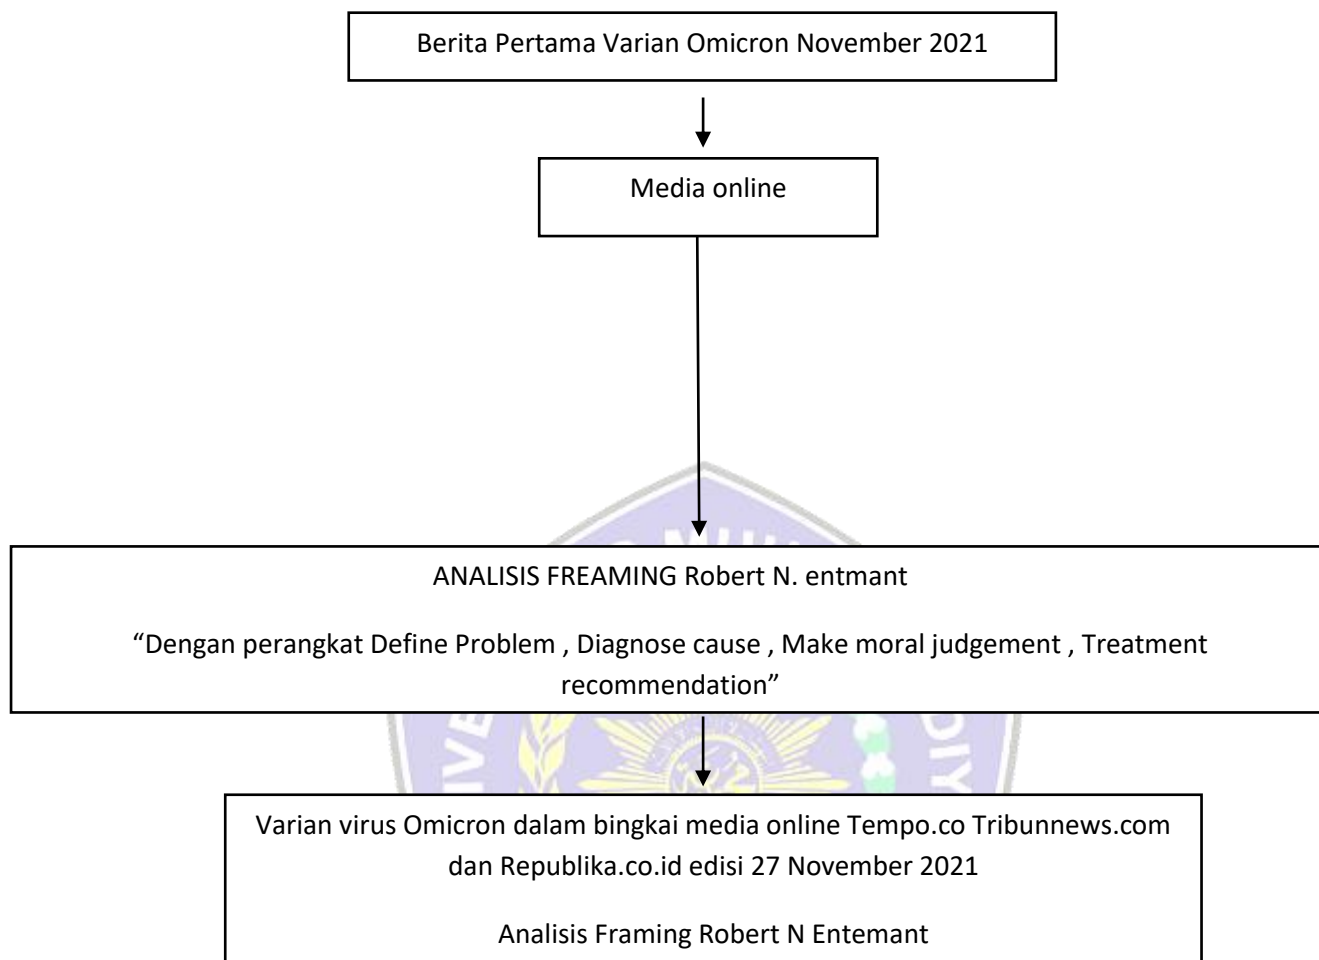 Berita Pertama Varian Omicron November 2021
Media online
ANALISIS FREAMING Robert N. entmant
“Dengan perangkat Define Problem , Diagnose cause , Make moral judgement , Treatment
recommendation”
Varian virus Omicron dalam bingkai media online Tempo.co Tribunnews.com
dan Republika.co.id edisi 27 November 2021
Analisis Framing Robert N Entemant